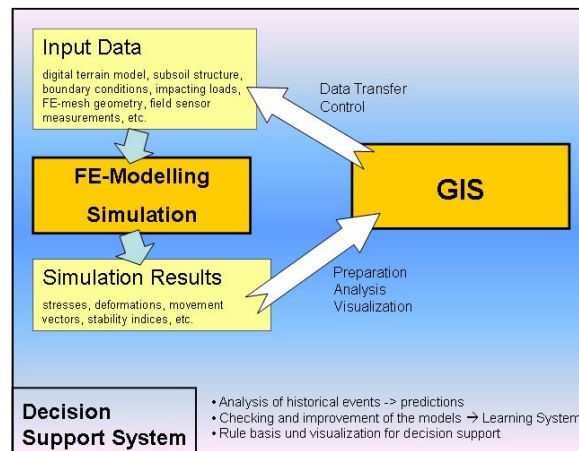 Input Data
digital terrain model, subsoil structure,
boundary conditions, impacting loads,
FE-mesh geometry, field sensor
measurements, etc.
Data Transfer
Control
FE-Modelling
Simulation
GIS
Simulation Results
stresses, deformations, movement
vectors, stability indices, etc.
Preparation
Analysis
Visualization
Decision
Support System
• Analysis of historical events -> predictions
• Checking and improvement of the models → Learning System
• Rule basis und visualization for decision support